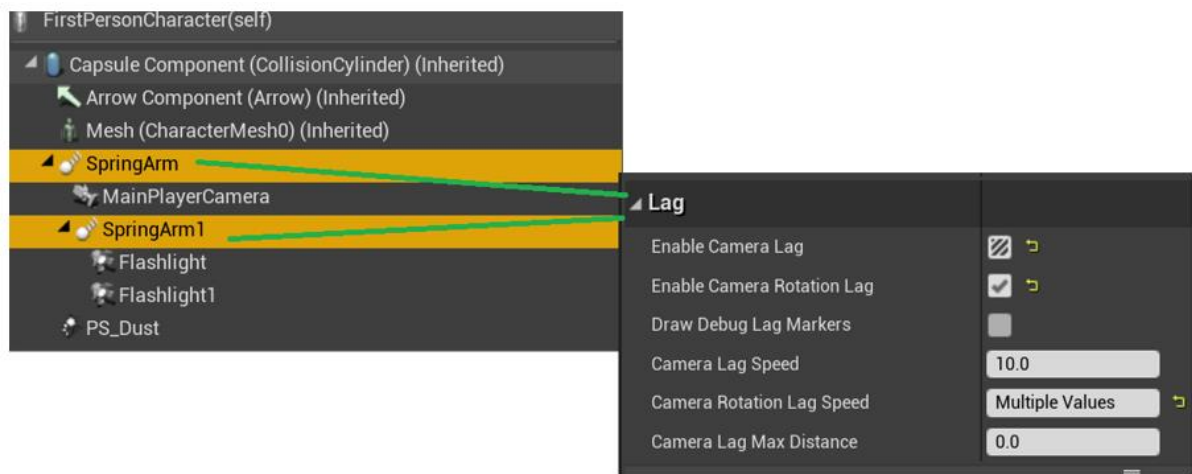 FirstPersonCharacter(self)
Capsule Component (CollisionCylinder) (Inherited)
Arrow Component (Arrow) (Inherited)
Mesh (CharacterMesh0) (Inherited)
SpringArm
MainPlayerCamera
SpringArm1
Flashlight
Flashlight1
PS_Dust
Lag
Enable Camera Lag
Enable Camera Rotation Lag
Draw Debug Lag Markers
Camera Lag Speed 10.0
Camera Rotation Lag Speed Multiple Values
Camera Lag Max Distance 0.0